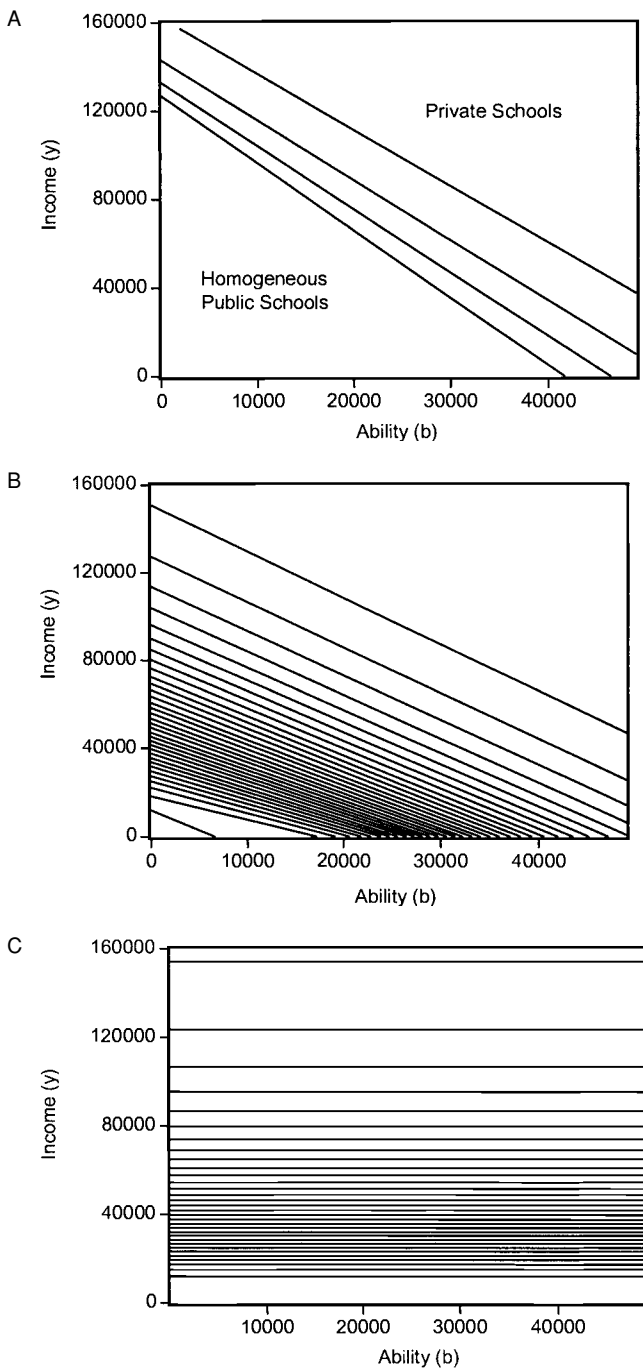 A
160000
120000
80000
40000
0
Income (y)
Private Schools
Homogeneous
Public Schools
0 10000 20000 30000 40000
Ability (b)
B
160000
120000
80000
40000
0
Income (y)
0 10000 20000 30000 40000
Ability (b)
C
160000
120000
80000
40000
0
Income (y)
10000 20000 30000 40000
Ability (b)